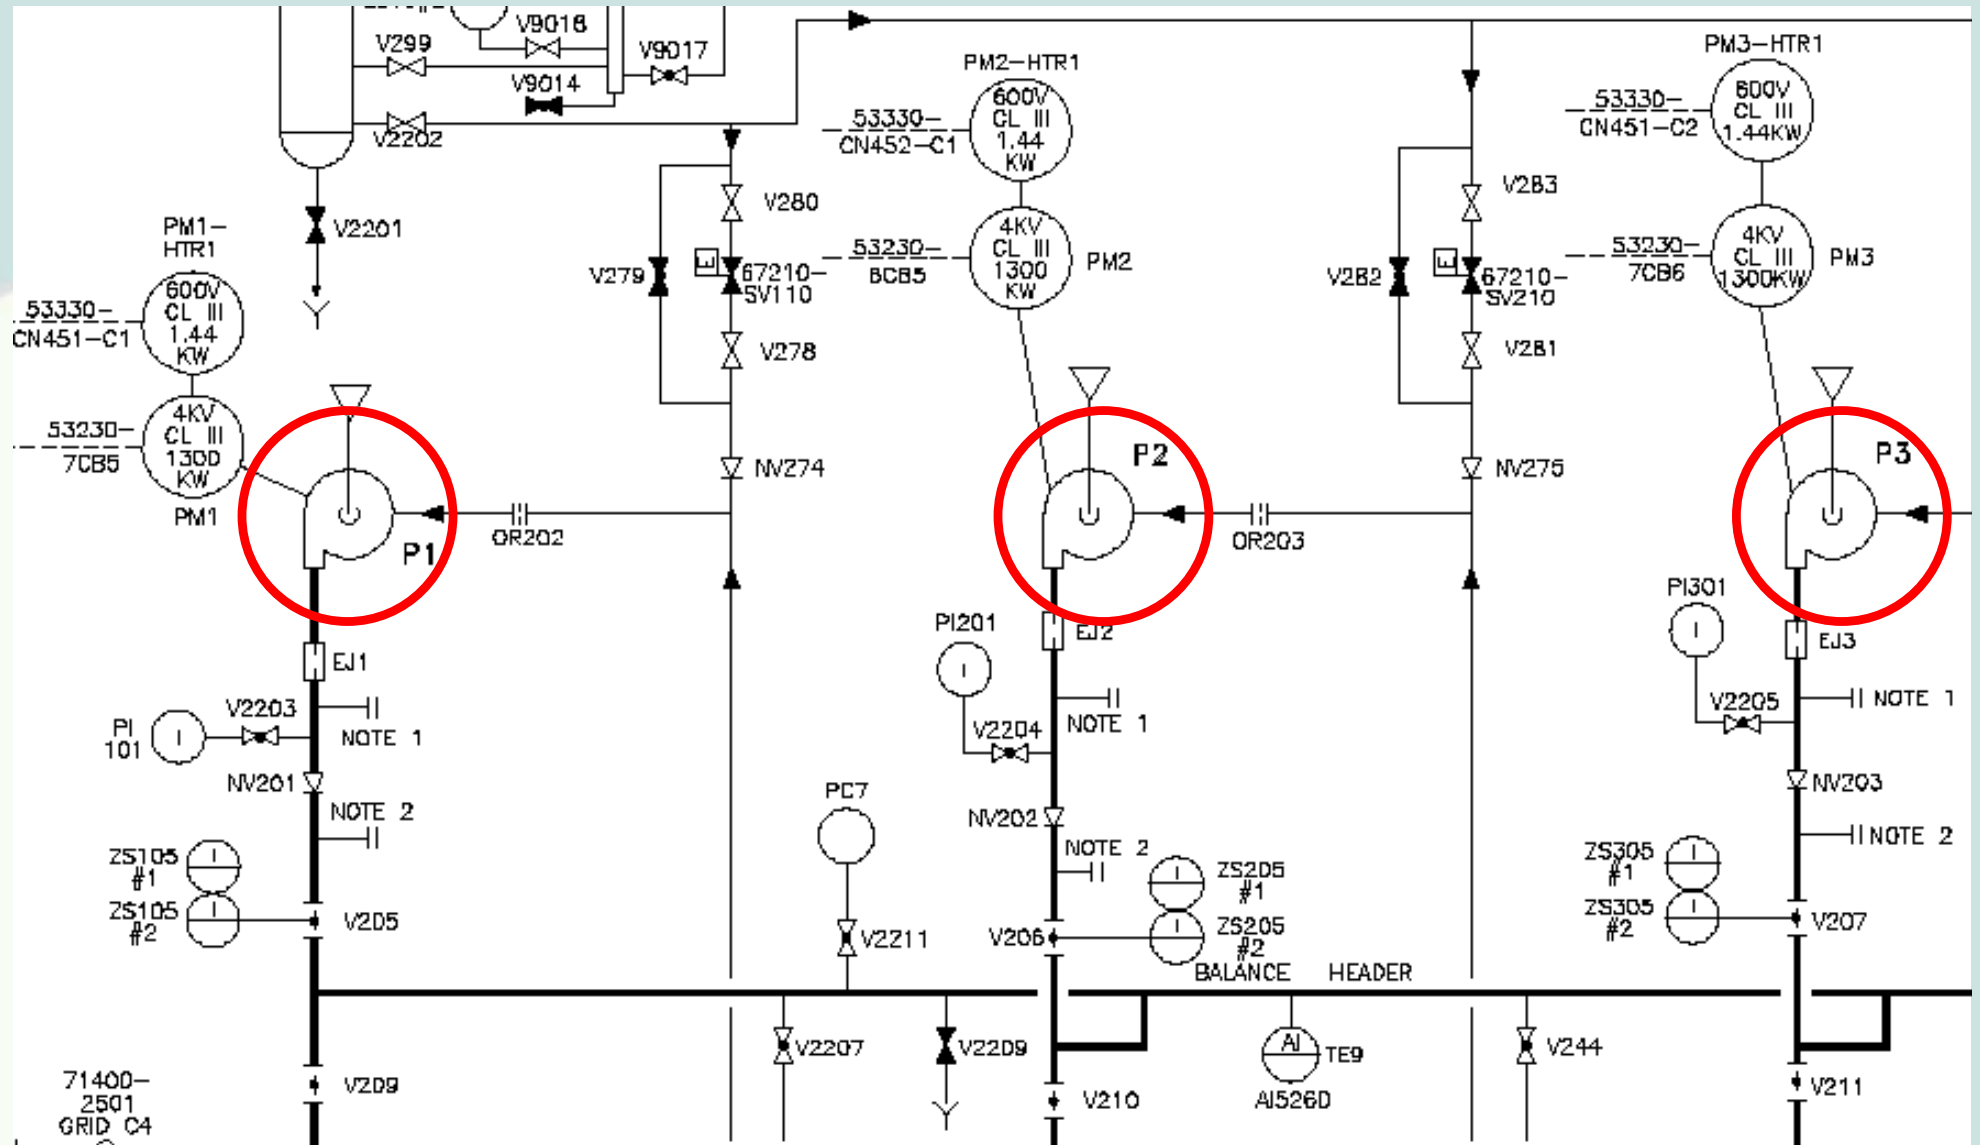 V9018
V299
V9017
V9014
V2202
PM2-HTR1
600V
CL III
1.44
KW
53330-
CN452-C1
PM3-HTR1
600V
CL III
1.44KW
53330-
CN451-C2
V280
V283
V2201
PM1-
HTR1
600V
CL III
1.44
KW
53330-
CN451-C1
V279
E
67210-
SV110
53230-
8CB5
4KV
CL III
1300
KW
PM2
V282
E
67210-
SV210
53230-
7CB6
4KV
CL III
1300KW
PM3
V278
V281
53230-
7CB5
4KV
CL III
1300
KW
PM1
NV274
P2
NV275
P3
P1
OR202
OR203
PI201
EJ2
PI301
EJ3
EJ1
I
I
V2203
NOTE 1
PI
101
I
V2204
NOTE 1
V2205
NOTE 1
NV201
NOTE 2
PC7
NV202
NOTE 2
NV203
NOTE 2
ZS105
#1
I
ZS105
#2
I
V205
V2211
V206
I
ZS205
#1
I
ZS205
#2
ZS305
#1
I
ZS305
#2
I
V207
BALANCE HEADER
V2207
V2209
AI
TE9
AI526D
V244
V209
V210
V211
71400-
2501
GRID C4